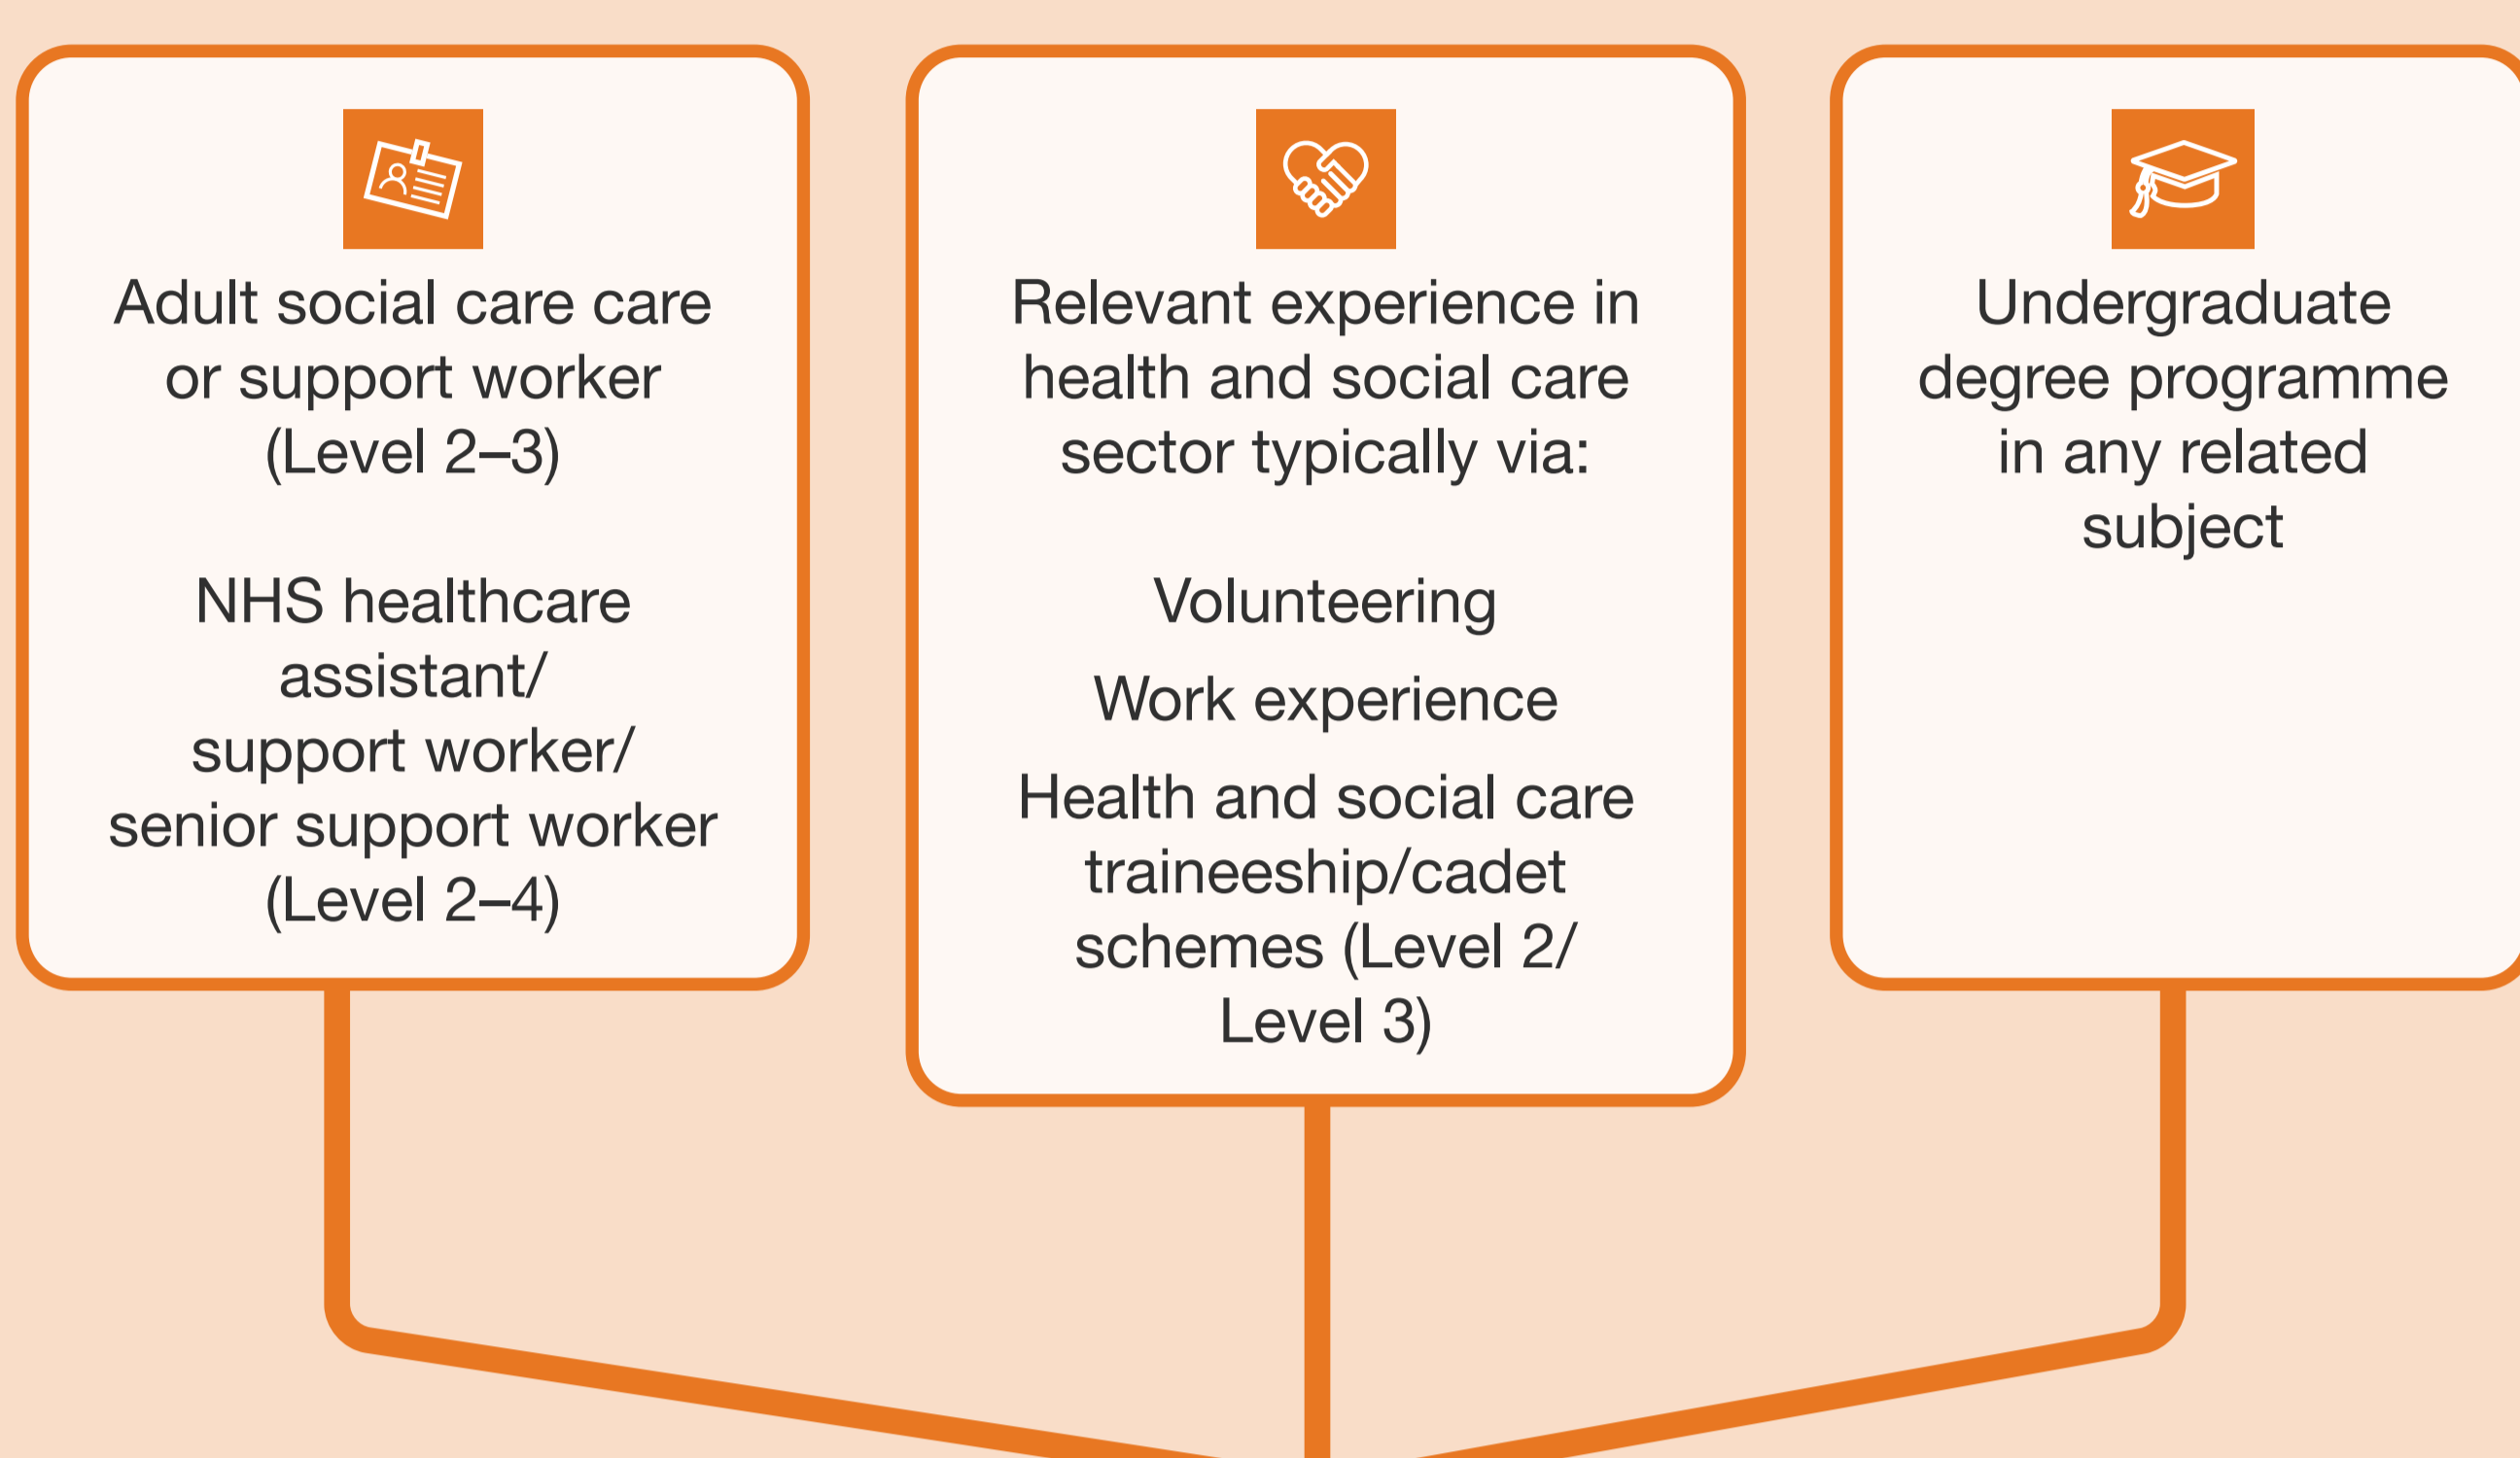 Adult social care care
or support worker
(Level 2–3)
NHS healthcare
assistant/
support worker/
senior support worker
(Level 2–4)
Relevant experience in
health and social care
sector typically via:
Volunteering
Work experience
Health and social care
traineeship/cadet
schemes (Level 2/
Level 3)
Undergraduate
degree programme
in any related
subject